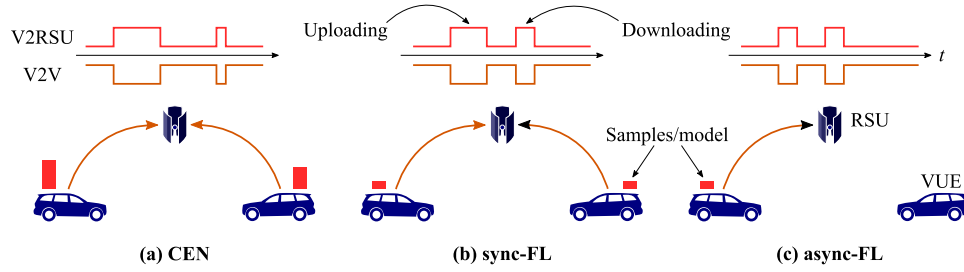 V2RSU
V2V
Uploading
Downloading
t
Samples/model
RSU
VUE
(a) CEN
(b) sync-FL
(c) async-FL